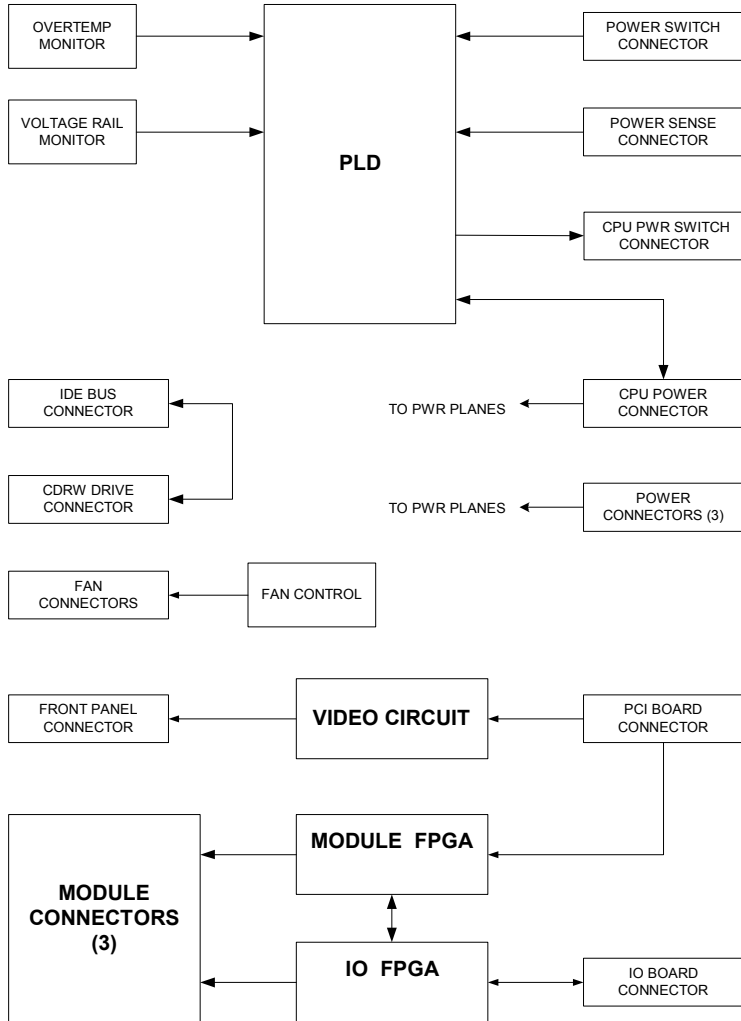 OVERTEMP
MONITOR
POWER SWITCH
CONNECTOR
VOLTAGE RAIL
MONITOR
PLD
POWER SENSE
CONNECTOR
CPU PWR SWITCH
CONNECTOR
IDE BUS
CONNECTOR
TO PWR PLANES
CPU POWER
CONNECTOR
CDRW DRIVE
CONNECTOR
TO PWR PLANES
POWER
CONNECTORS (3)
FAN
CONNECTORS
FAN CONTROL
FRONT PANEL
CONNECTOR
VIDEO CIRCUIT
PCI BOARD
CONNECTOR
MODULE
CONNECTORS
(3)
MODULE FPGA
IO FPGA
IO BOARD
CONNECTOR